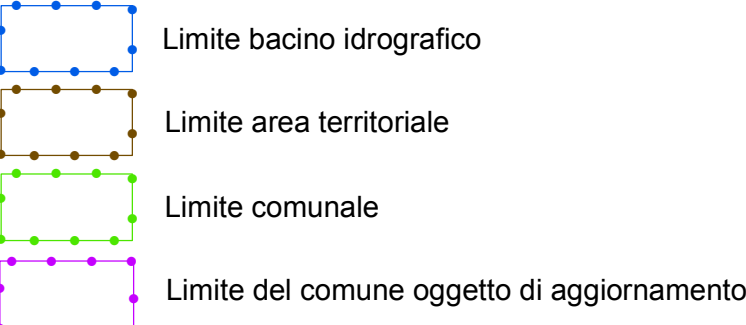 Limite bacino idrografico
Limite area territoriale
Limite comunale
Limite del comune oggetto di aggiornamento